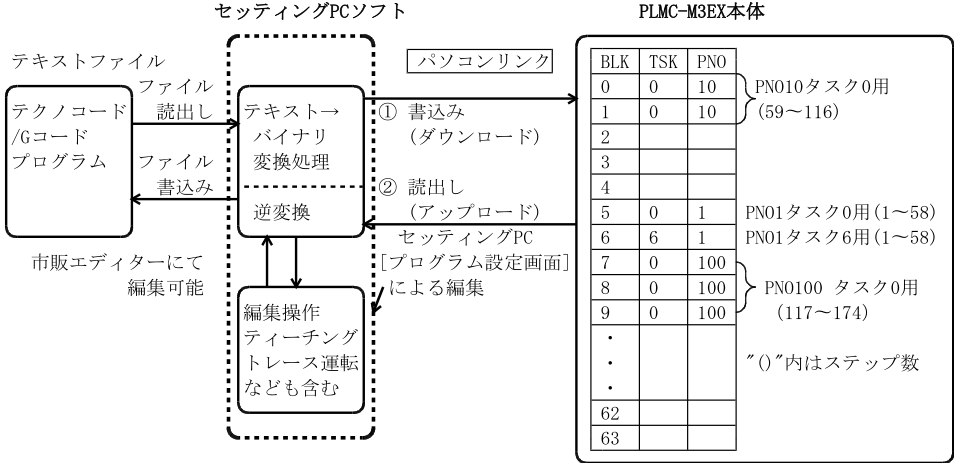 セッティングPCソフト
PLMC-M3EX本体
テキストファイル
テクノコード
/Gコード
プログラム
ファイル
読出し
ファイル
書込み
市販エディターにて
編集可能
テキスト→
バイナリ
変換処理
逆変換
編集操作
ティーチング
トレース運転
なども含む
パソコンリンク
① 書込み
(ダウンロード)
② 読出し
(アップロード)
セッティングPC
[プログラム設定画面]
による編集
BLK TSK PNO
0 0 10
1 0 10
2
3
4
5 0 1
6 6 1
7 0 100
8 0 100
9 0 100
・
・
・
62
63
PNO10タスク0用
(59～116)
PNO1タスク0用(1～58)
PNO1タスク6用(1～58)
PNO100 タスク0用
(117～174)
"()"内はステップ数